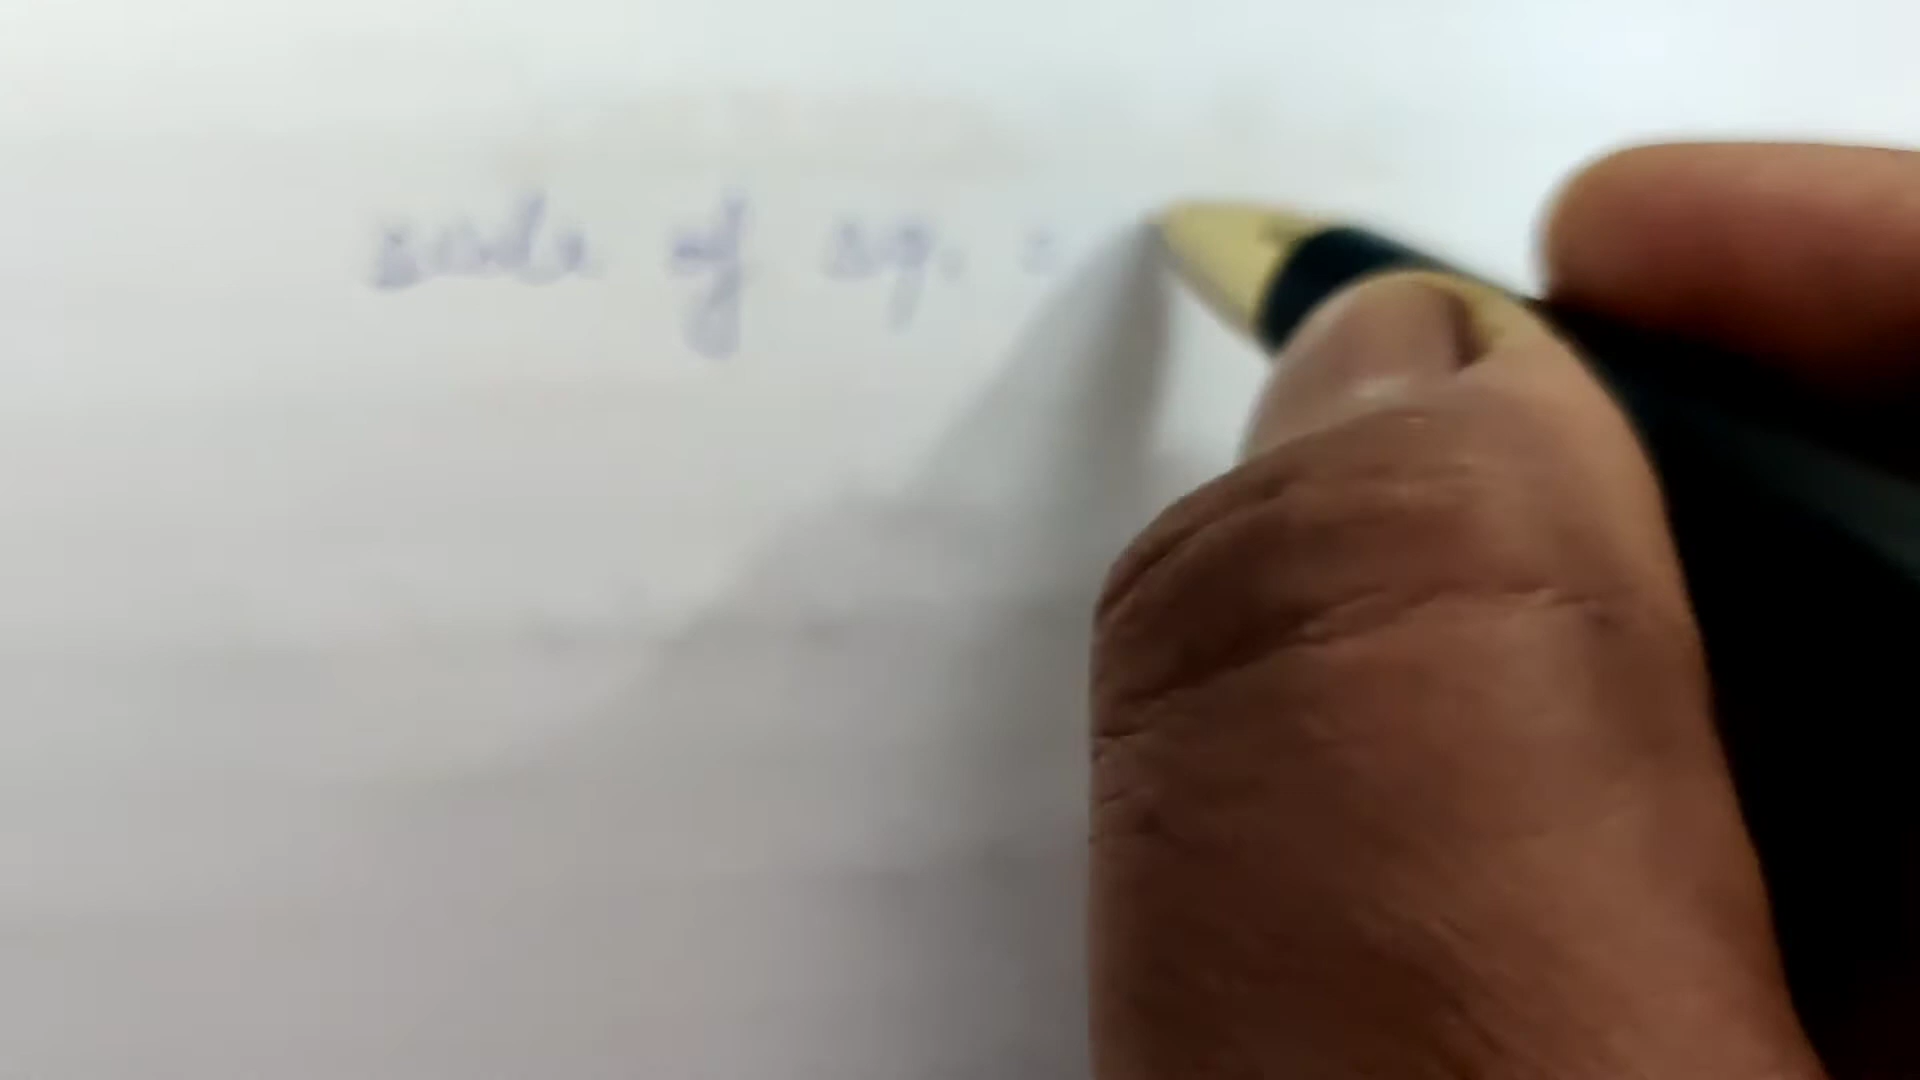 side of sq. =